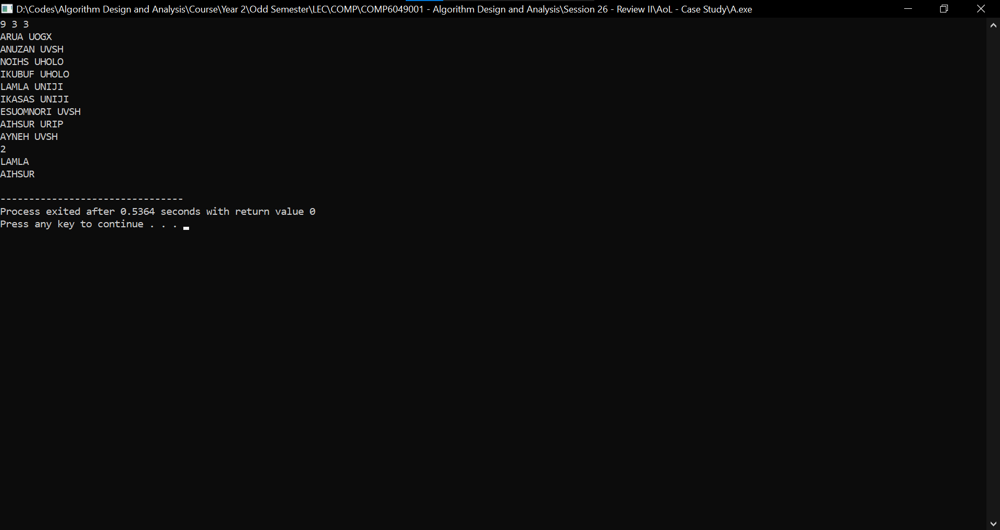 D:\Codes\Algorithm Design and Analysis\Course\Year 2\Odd Semester\LEC\COMP\COMP6049001 - Algorithm Design and Analysis\Session 26 - Review II\AoL - Case Study\A.exe
9 3 3
ARUA UOGX
ANUZAN UVSH
NOIHS UHOLO
IKUBUF UHOLO
LAMLA UNIJI
IKASAS UNIJI
ESUOMNORI UVSH
AIHSUR URIP
AYNEH UVSH
2
LAMLA
AIHSUR
--------------------------------
Process exited after 0.5364 seconds with return value 0
Press any key to continue . . .